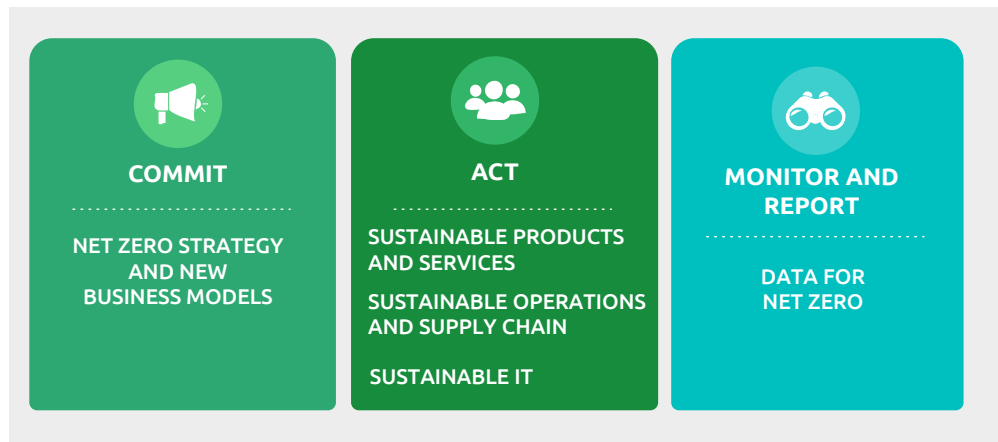 COMMIT
NET ZERO STRATEGY
AND NEW
BUSINESS MODELS
ACT
SUSTAINABLE PRODUCTS
AND SERVICES
SUSTAINABLE OPERATIONS
AND SUPPLY CHAIN
SUSTAINABLE IT
MONITOR AND
REPORT
DATA FOR
NET ZERO